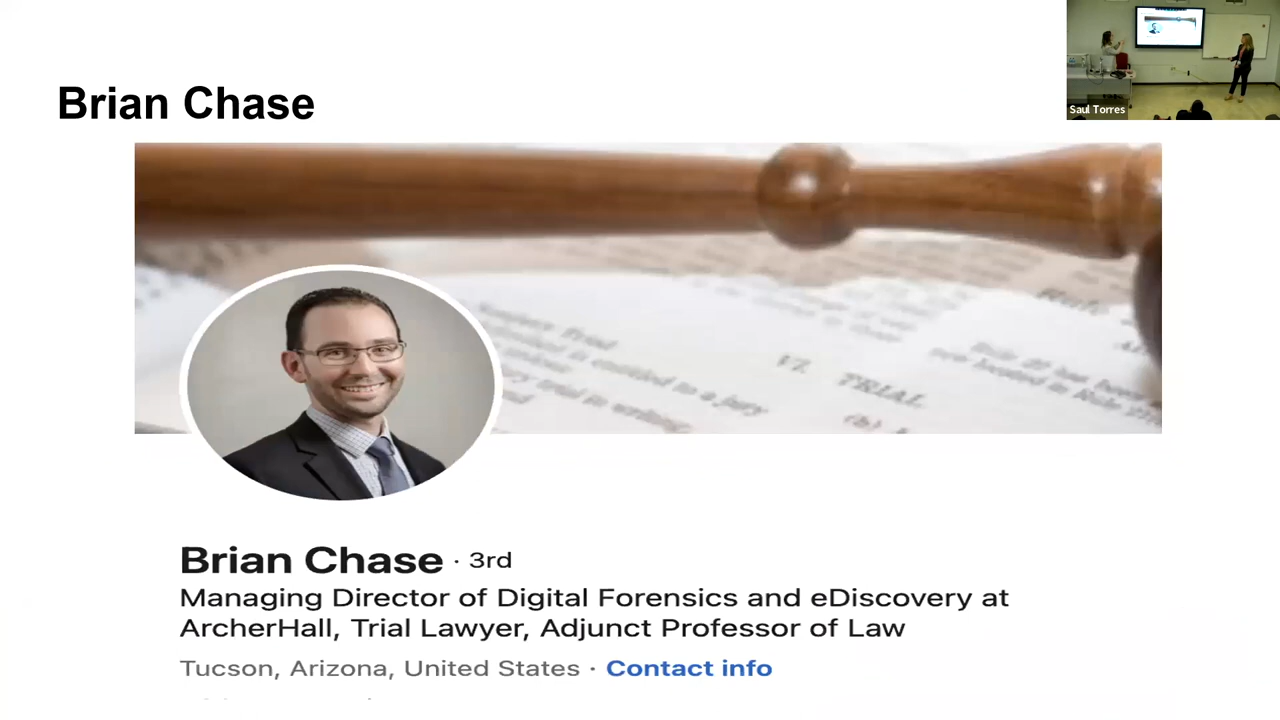 Brian Chase
Saul Torres
VI. TRIAL
Brian Chase · 3rd
Managing Director of Digital Forensics and eDiscovery at
ArcherHall, Trial Lawyer, Adjunct Professor of Law
Tucson, Arizona, United States · Contact info